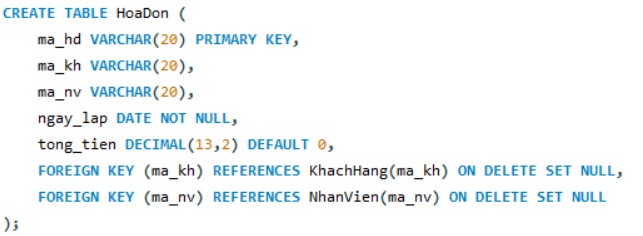 CREATE TABLE HoaDon (
    ma_hd VARCHAR(20) PRIMARY KEY,
    ma_kh VARCHAR(20),
    ma_nv VARCHAR(20),
    ngay_lap DATE NOT NULL,
    tong_tien DECIMAL(13,2) DEFAULT 0,
    FOREIGN KEY (ma_kh) REFERENCES KhachHang(ma_kh) ON DELETE SET NULL,
    FOREIGN KEY (ma_nv) REFERENCES NhanVien(ma_nv) ON DELETE SET NULL
);